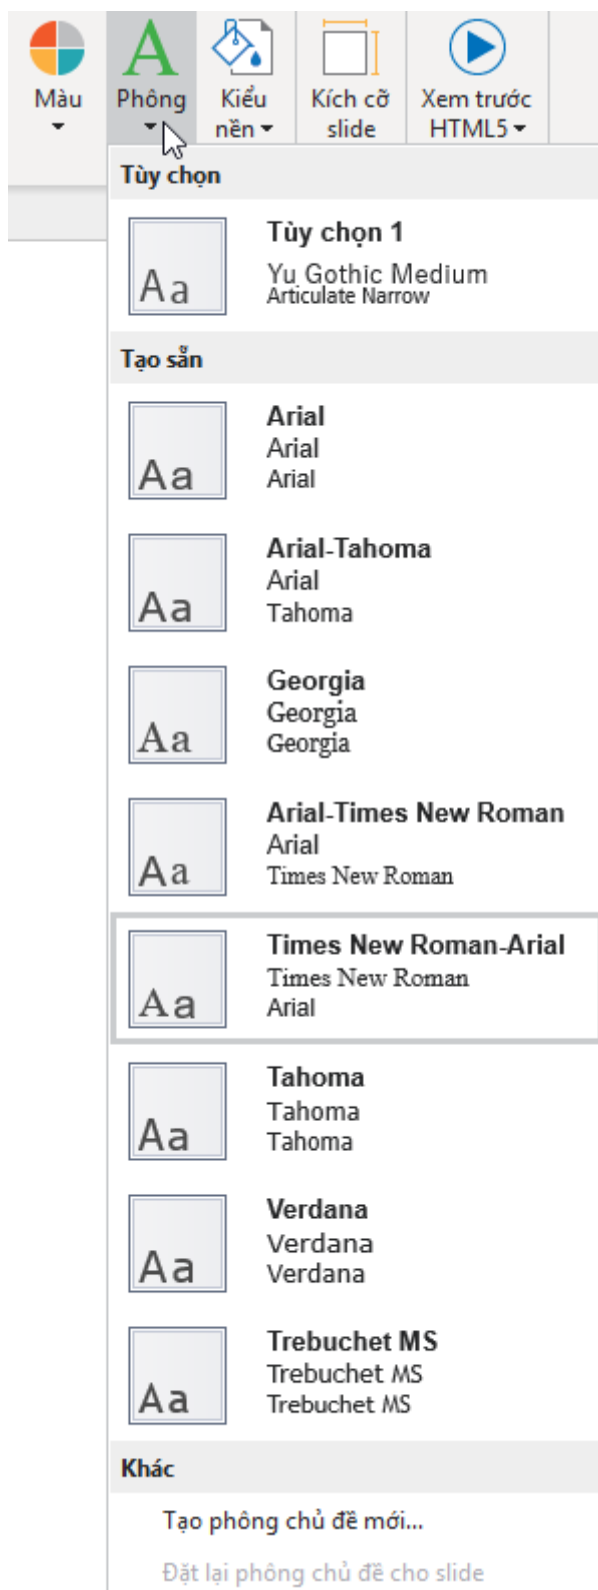 Màu
Phông
Kiểu
nền
Kích cỡ
slide
Xem trước
HTML5
Tùy chọn
Aa
Tùy chọn 1
Yu Gothic Medium
Articulate Narrow
Tạo sẵn
Aa
Arial
Arial
Arial
Aa
Arial-Tahoma
Arial
Tahoma
Aa
Georgia
Georgia
Georgia
Aa
Arial-Times New Roman
Arial
Times New Roman
Aa
Times New Roman-Arial
Times New Roman
Arial
Aa
Tahoma
Tahoma
Tahoma
Aa
Verdana
Verdana
Verdana
Aa
Trebuchet MS
Trebuchet MS
Trebuchet MS
Khác
Tạo phông chủ đề mới...
Đặt lại phông chủ đề cho slide